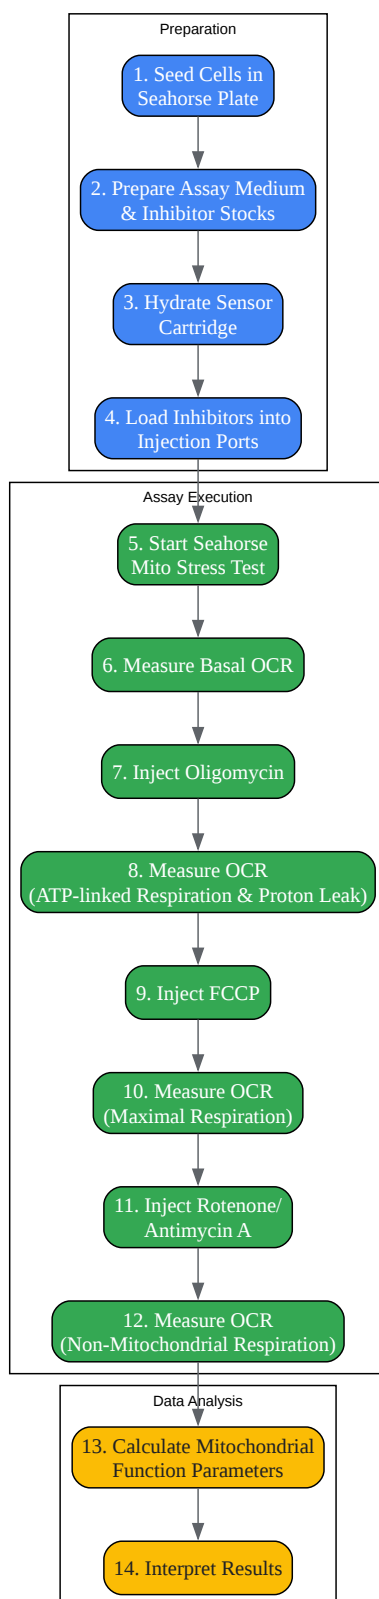 Preparation
1. Seed Cells in
Seahorse Plate
2. Prepare Assay Medium
& Inhibitor Stocks
3. Hydrate Sensor
Cartridge
4. Load Inhibitors into
Injection Ports
Assay Execution
5. Start Seahorse
Mito Stress Test
6. Measure Basal OCR
7. Inject Oligomycin
8. Measure OCR
(ATP-linked Respiration & Proton Leak)
9. Inject FCCP
10. Measure OCR
(Maximal Respiration)
11. Inject Rotenone/
Antimycin A
12. Measure OCR
(Non-Mitochondrial Respiration)
Data Analysis
13. Calculate Mitochondrial
Function Parameters
14. Interpret Results